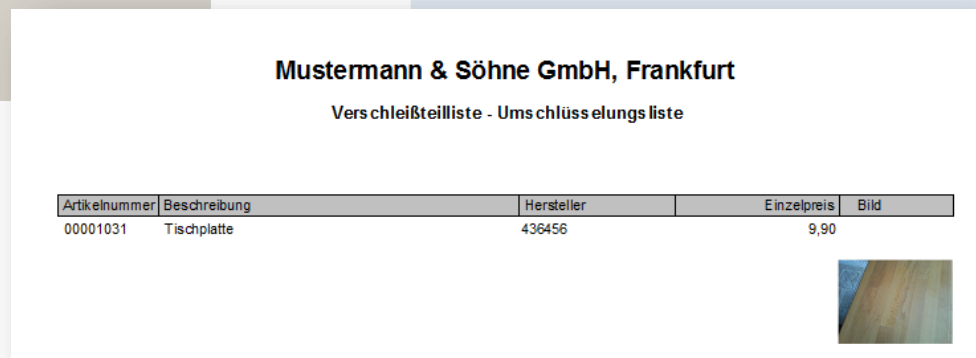 Mustermann & Söhne GmbH, Frankfurt
Verschleißteilliste - Umschlüsselungsliste
Artikelnummer Beschreibung Hersteller Einzelpreis Bild
00001031 Tischplatte 436456 9,90